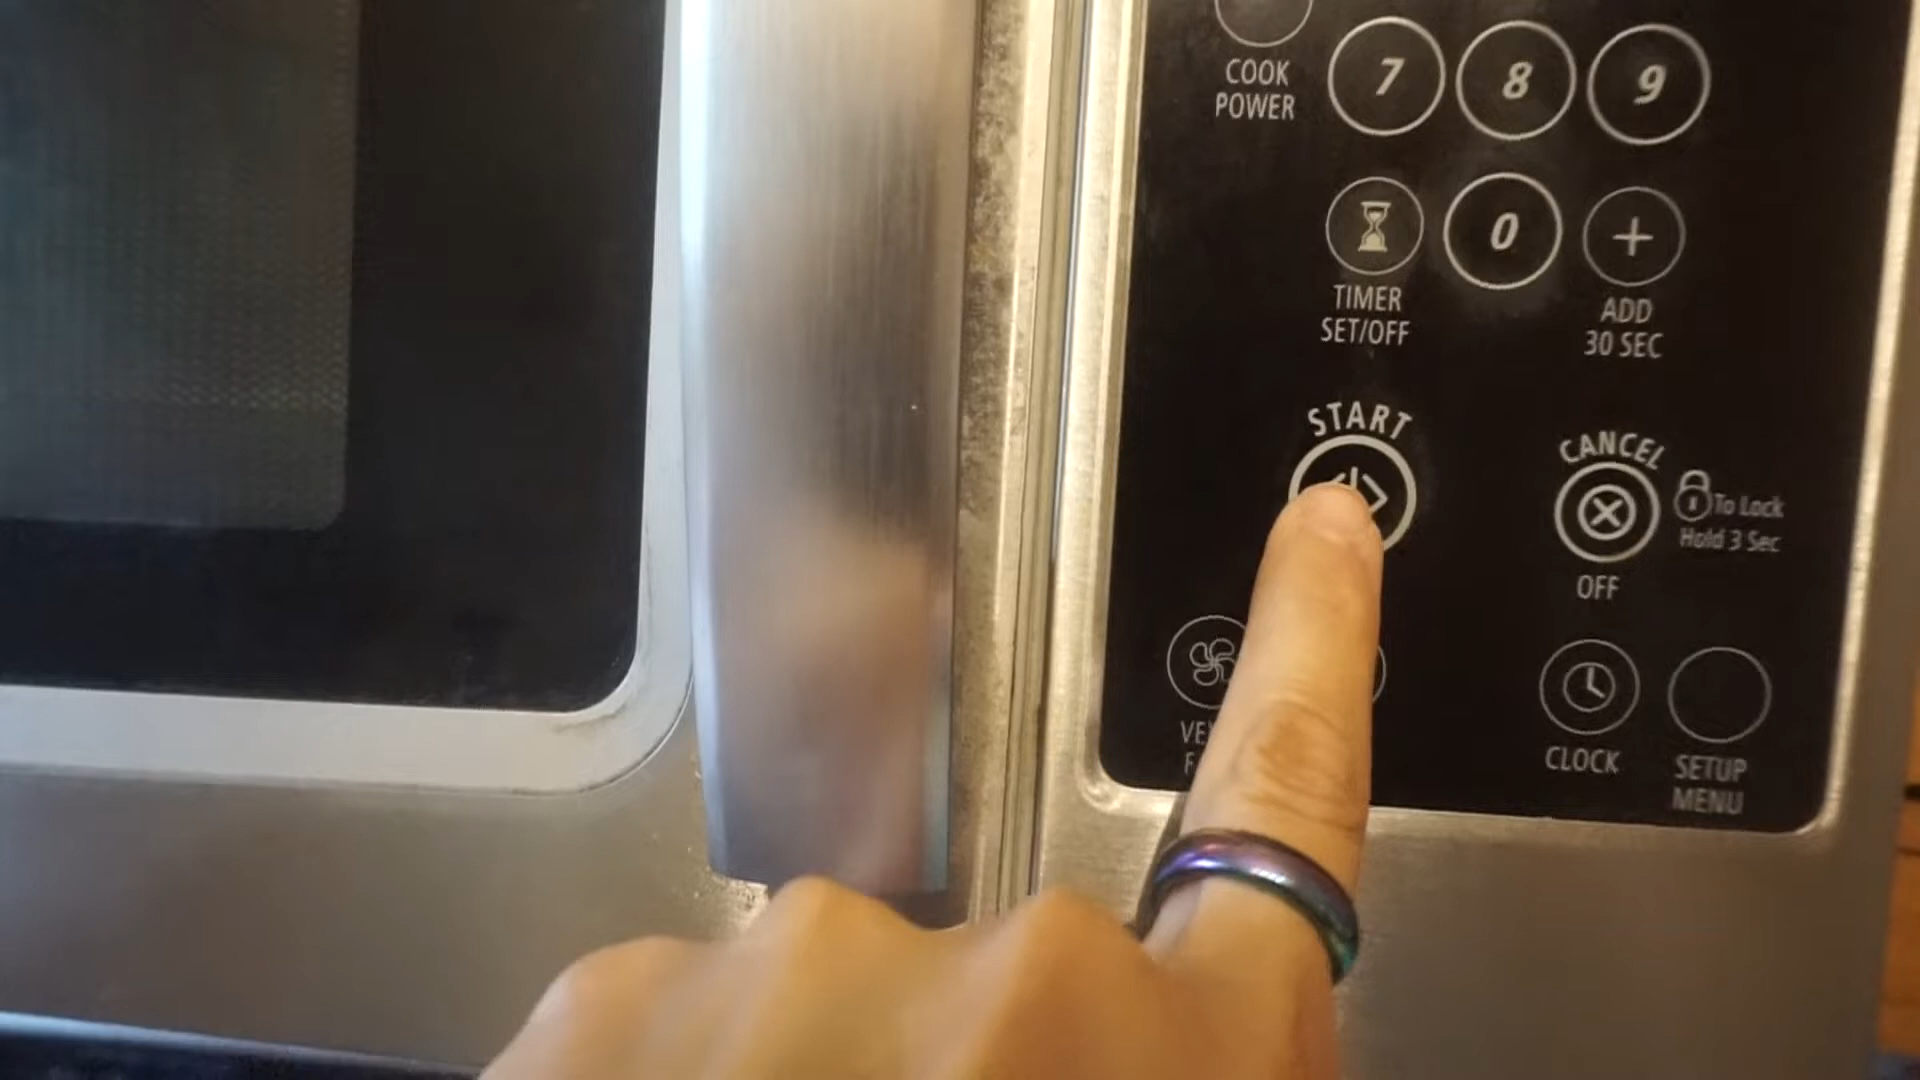 COOK
POWER
7
8
9
TIMER
SET/OFF
0
ADD
30 SEC
START
CANCEL
To Lock
Hold 3 Sec
OFF
CLOCK
SETUP
MENU